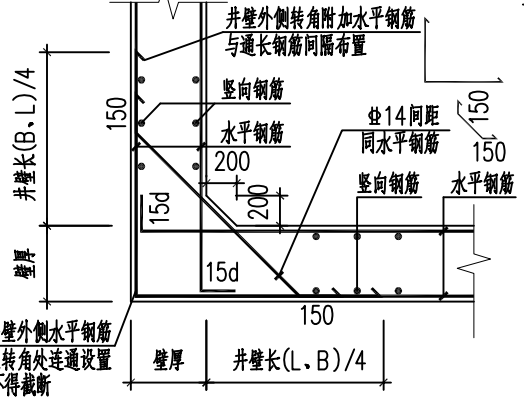 井壁外侧转角附加水平钢筋
与通长钢筋间隔布置
竖向钢筋
水平钢筋
14间距
同水平钢筋
竖向钢筋
水平钢筋
150
150
井壁长(B、L)/4
150
200
200
15d
15d
壁厚
150
壁外侧水平钢筋
转角处连通设置
得截断
壁厚
井壁长(L、B)/4